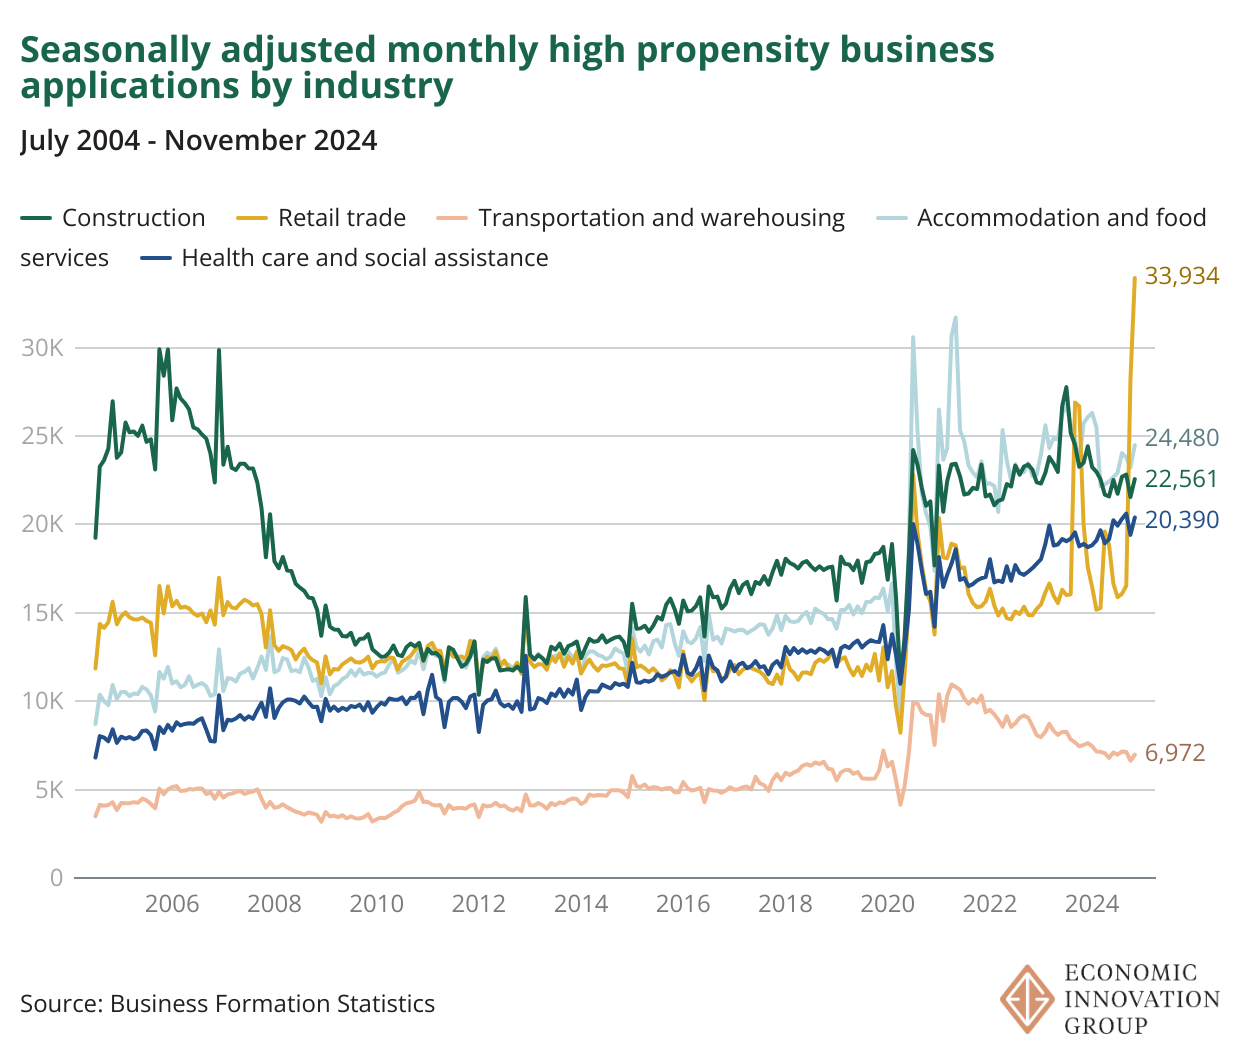 Seasonally adjusted monthly high propensity business
applications by industry
July 2004 - November 2024
Construction Retail trade Transportation and warehousing Accommodation and food
services Health care and social assistance
33,934
30K
25K
24,480
22,561
20K
20,390
15K
10K
6,972
5K
0
2006 2008 2010 2012 2014 2016 2018 2020 2022 2024
Source: Business Formation Statistics
ECONOMIC
INNOVATION
GROUP